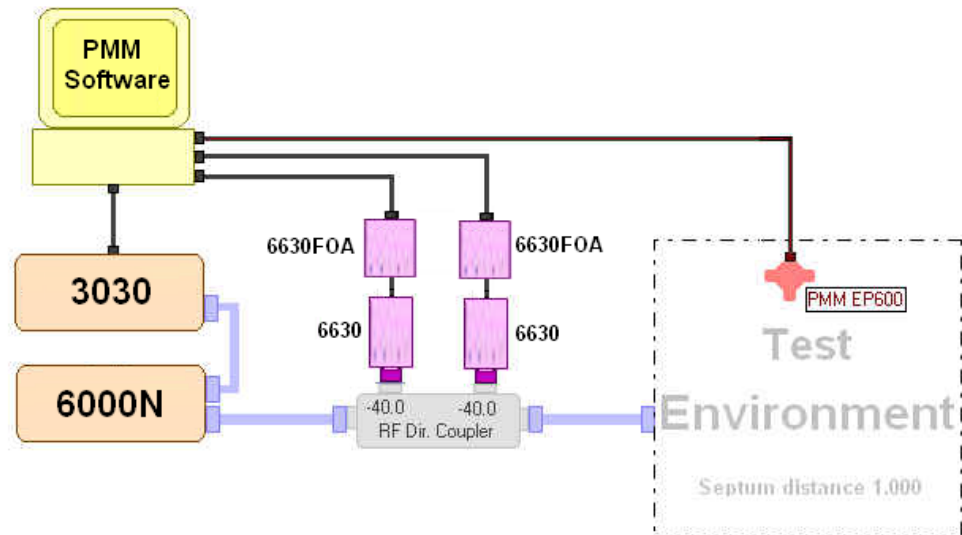 PMM
Software
6630FOA
6630FOA
3030
PMM EP600
6630
6630
Test
6000N
-40.0
-40.0
Environment
RF Dir. Coupler
Septum distance 1.000